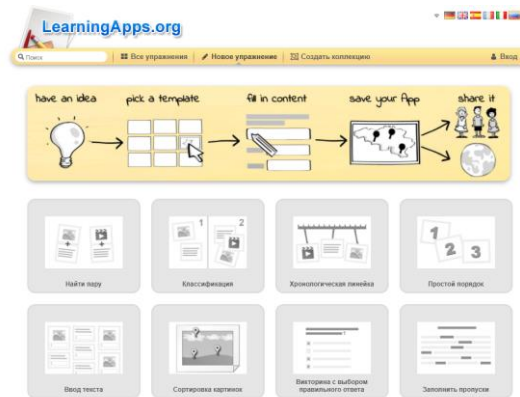 LearningApps.org
Поиск
Все упражнения
Новое упражнение
Создать коллекцию
Вход
have an idea
pick a template
fill in content
save your App
share it
Найти пару
1 2
Классификация
Хронологическая линейка
1 2 3
Простой порядок
Ввод текста
Сортировка картинок
Викторина с выбором
правильного ответа
Заполнить пропуски